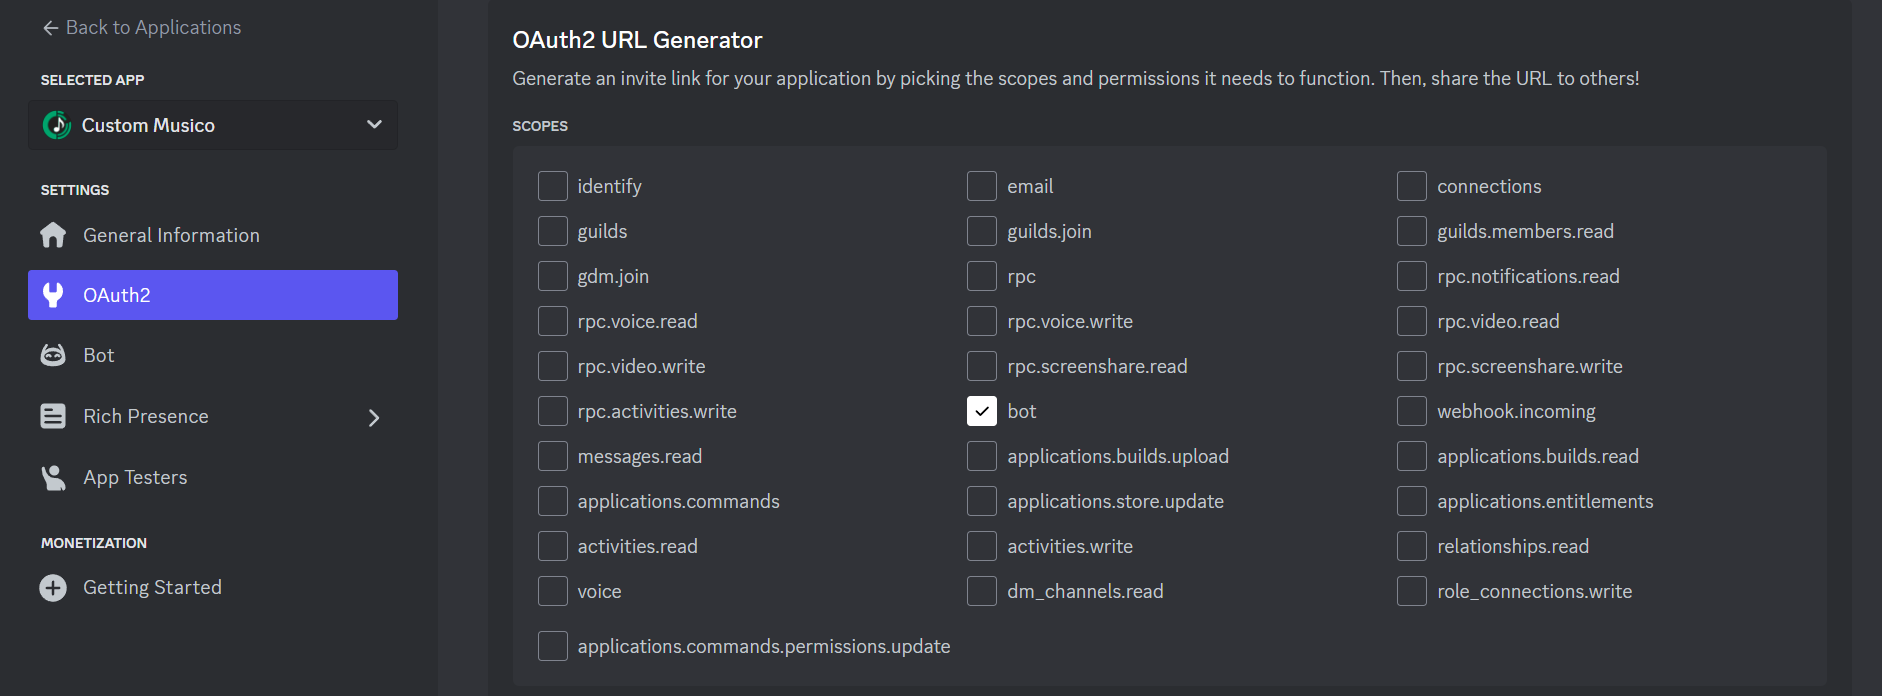 Back to Applications
SELECTED APP
Custom Musico
SETTINGS
General Information
OAuth2
Bot
Rich Presence
App Testers
MONETIZATION
Getting Started
OAuth2 URL Generator
Generate an invite link for your application by picking the scopes and permissions it needs to function. Then, share the URL to others!
SCOPES
identify email connections
guilds guilds.join guilds.members.read
gdm.join rpc rpc.notifications.read
rpc.voice.read rpc.voice.write rpc.video.read
rpc.video.write rpc.screenshare.read rpc.screenshare.write
rpc.activities.write bot webhook.incoming
messages.read applications.builds.upload applications.builds.read
applications.commands applications.store.update applications.entitlements
activities.read activities.write relationships.read
voice dm_channels.read role_connections.write
applications.commands.permissions.update